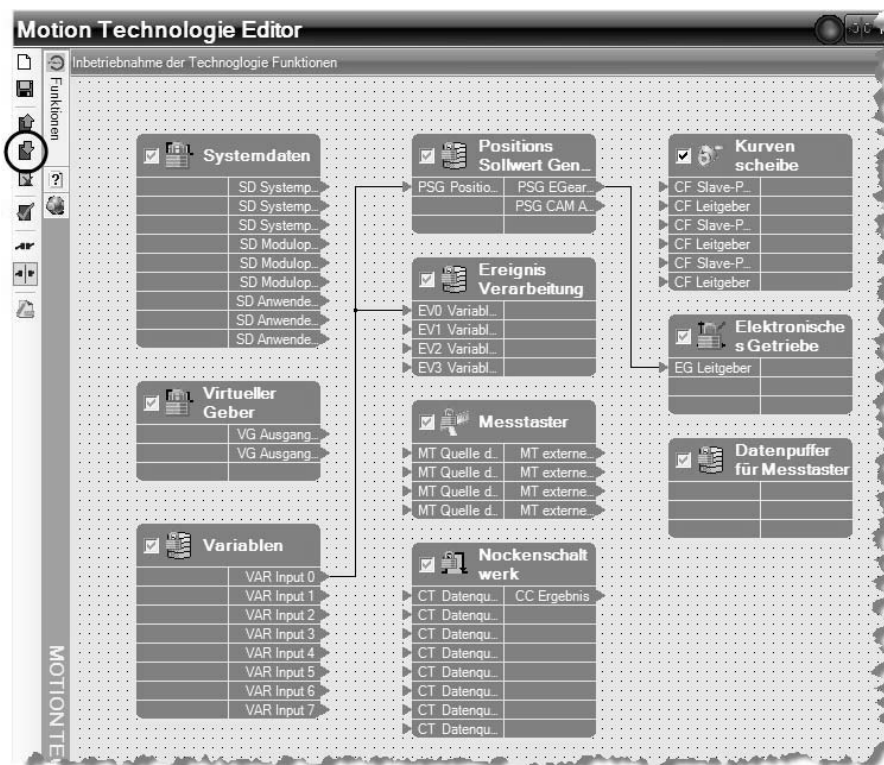 Motion Technologie Editor
Inbetriebnahme der Technoglogie Funktionen
Funktionen
?
MOTION TE
Systemdaten
SD Systemp...
SD Systemp...
SD Systemp...
SD Modulop...
SD Modulop...
SD Modulop...
SD Anwende...
SD Anwende...
SD Anwende...
Virtueller
Geber
VG Ausgang...
VG Ausgang...
Variablen
VAR Input 0
VAR Input 1
VAR Input 2
VAR Input 3
VAR Input 4
VAR Input 5
VAR Input 6
VAR Input 7
Positions
Sollwert Gen...
PSG Positio... PSG EGear...
PSG CAM A...
Ereignis
Verarbeitung
EV0 Variabl...
EV1 Variabl...
EV2 Variabl...
EV3 Variabl...
Messtaster
MT Quelle d... MT externe...
MT Quelle d... MT externe...
MT Quelle d... MT externe...
MT Quelle d... MT externe...
Nockenschalt
werk
CT Datenqu... CC Ergebnis
CT Datenqu...
CT Datenqu...
CT Datenqu...
CT Datenqu...
CT Datenqu...
CT Datenqu...
CT Datenqu...
Kurven
scheibe
CF Slave-P...
CF Leitgeber
CF Slave-P...
CF Leitgeber
CF Slave-P...
CF Leitgeber
Elektronische
s Getriebe
EG Leitgeber
Datenpuffer
für Messtaster